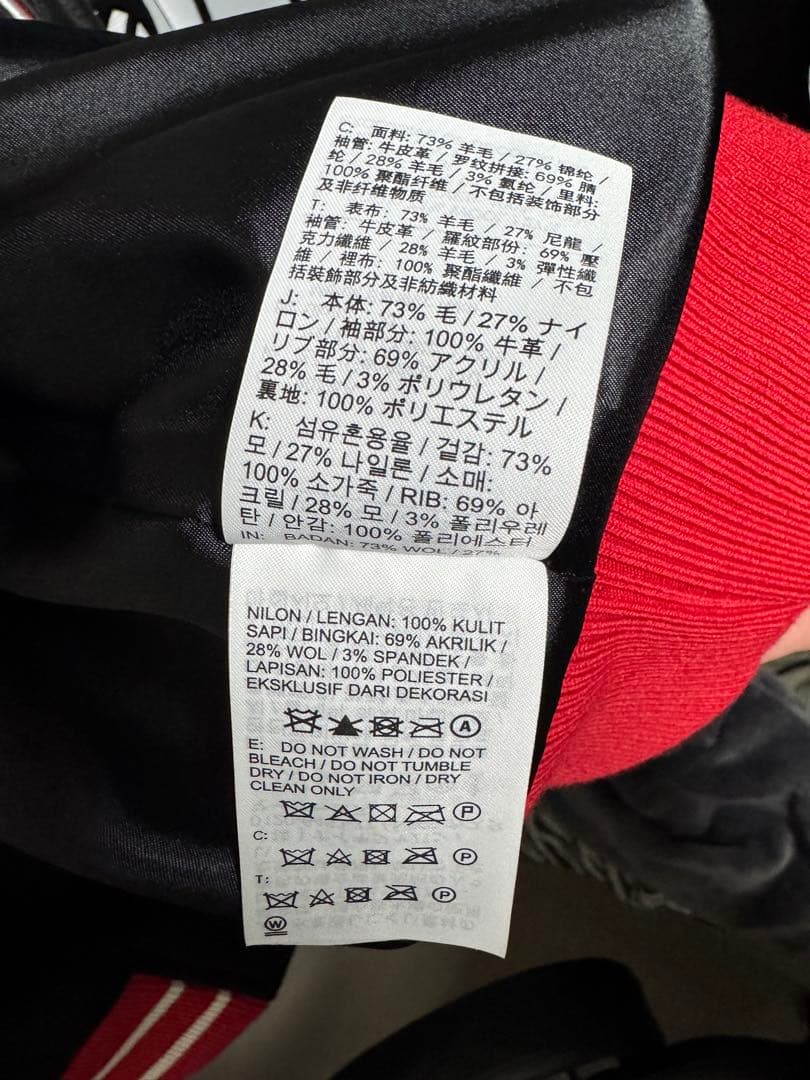 C: 面料: 73% 羊毛 / 27% 锦纶 /
袖管: 牛皮革 / 罗纹拼接: 69% 腈
纶 / 28% 羊毛 / 3% 氨纶 / 里料:
100% 聚酯纤维 / 不包括装饰部分
及非纤维物质
T: 表布: 73% 羊毛 / 27% 尼龍 /
袖管: 牛皮革 / 羅紋部份: 69% 壓
克力纖維 / 28% 羊毛 / 3% 彈性纖
維 / 裡布: 100% 聚酯纖維 / 不包
括裝飾部分及非紡織材料
J: 本体: 73% 毛 / 27% ナイ
ロン / 袖部分: 100% 牛革 /
リブ部分: 69% アクリル /
28% 毛 / 3% ポリウレタン /
裏地: 100% ポリエステル
K: 섬유혼용율 / 겉감: 73%
모 / 27% 나일론 / 소매:
100% 소가죽 / RIB: 69% 아
크릴 / 28% 모 / 3% 폴리우레
탄 / 안감: 100% 폴리에스터
IN: BADAN: 73% WOL / 27%
NILON / LENGAN: 100% KULIT
SAPI / BINGKAI: 69% AKRILIK /
28% WOL / 3% SPANDEK /
LAPISAN: 100% POLIESTER /
EKSKLUSIF DARI DEKORASI
A
E: DO NOT WASH / DO NOT
BLEACH / DO NOT TUMBLE
DRY / DO NOT IRON / DRY
CLEAN ONLY
P
C:
P
T:
P
W